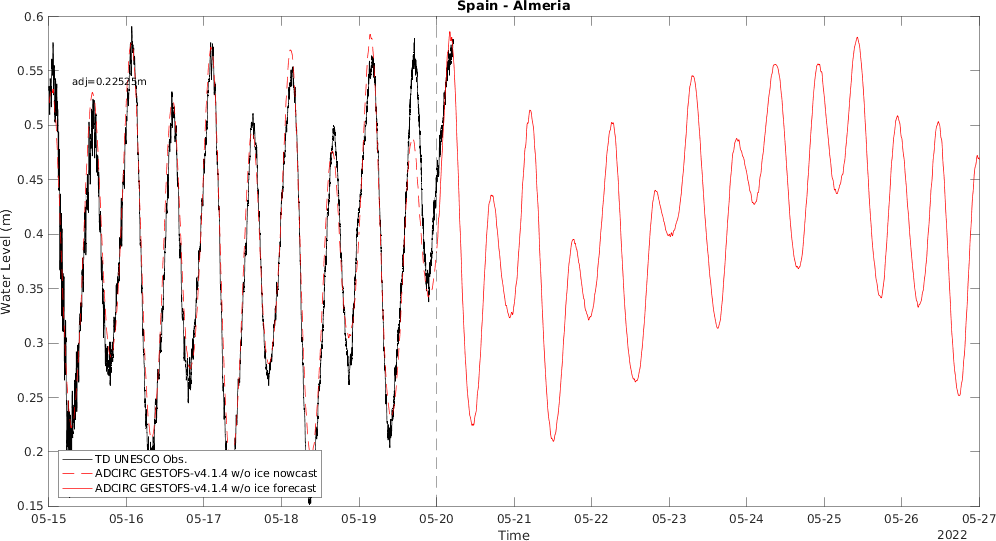 Spain - Almeria
0.6
0.55
adj=0.22525m
0.5
0.45
0.4
0.35
0.3
0.25
0.2
0.15
Water Level (m)
TD UNESCO Obs.
ADCIRC GESTOFS-v4.1.4 w/o ice nowcast
ADCIRC GESTOFS-v4.1.4 w/o ice forecast
05-15 05-16 05-17 05-18 05-19 05-20 05-21 05-22 05-23 05-24 05-25 05-26 05-27
Time
2022